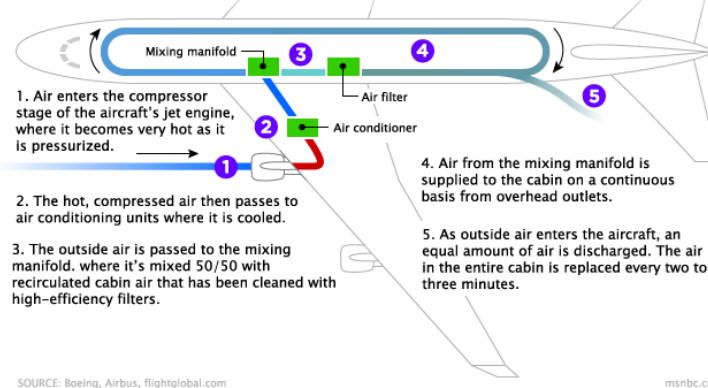 Mixing manifold
3
4
Air filter
5
1. Air enters the compressor
stage of the aircraft's jet engine,
where it becomes very hot as it
is pressurized.
2
Air conditioner
1
2. The hot, compressed air then passes to
air conditioning units where it is cooled.
3. The outside air is passed to the mixing
manifold. where it's mixed 50/50 with
recirculated cabin air that has been cleaned with
high-efficiency filters.
4. Air from the mixing manifold is
supplied to the cabin on a continuous
basis from overhead outlets.
5. As outside air enters the aircraft, an
equal amount of air is discharged. The air
in the entire cabin is replaced every two to
three minutes.
SOURCE: Boeing, Airbus, flightglobal.com